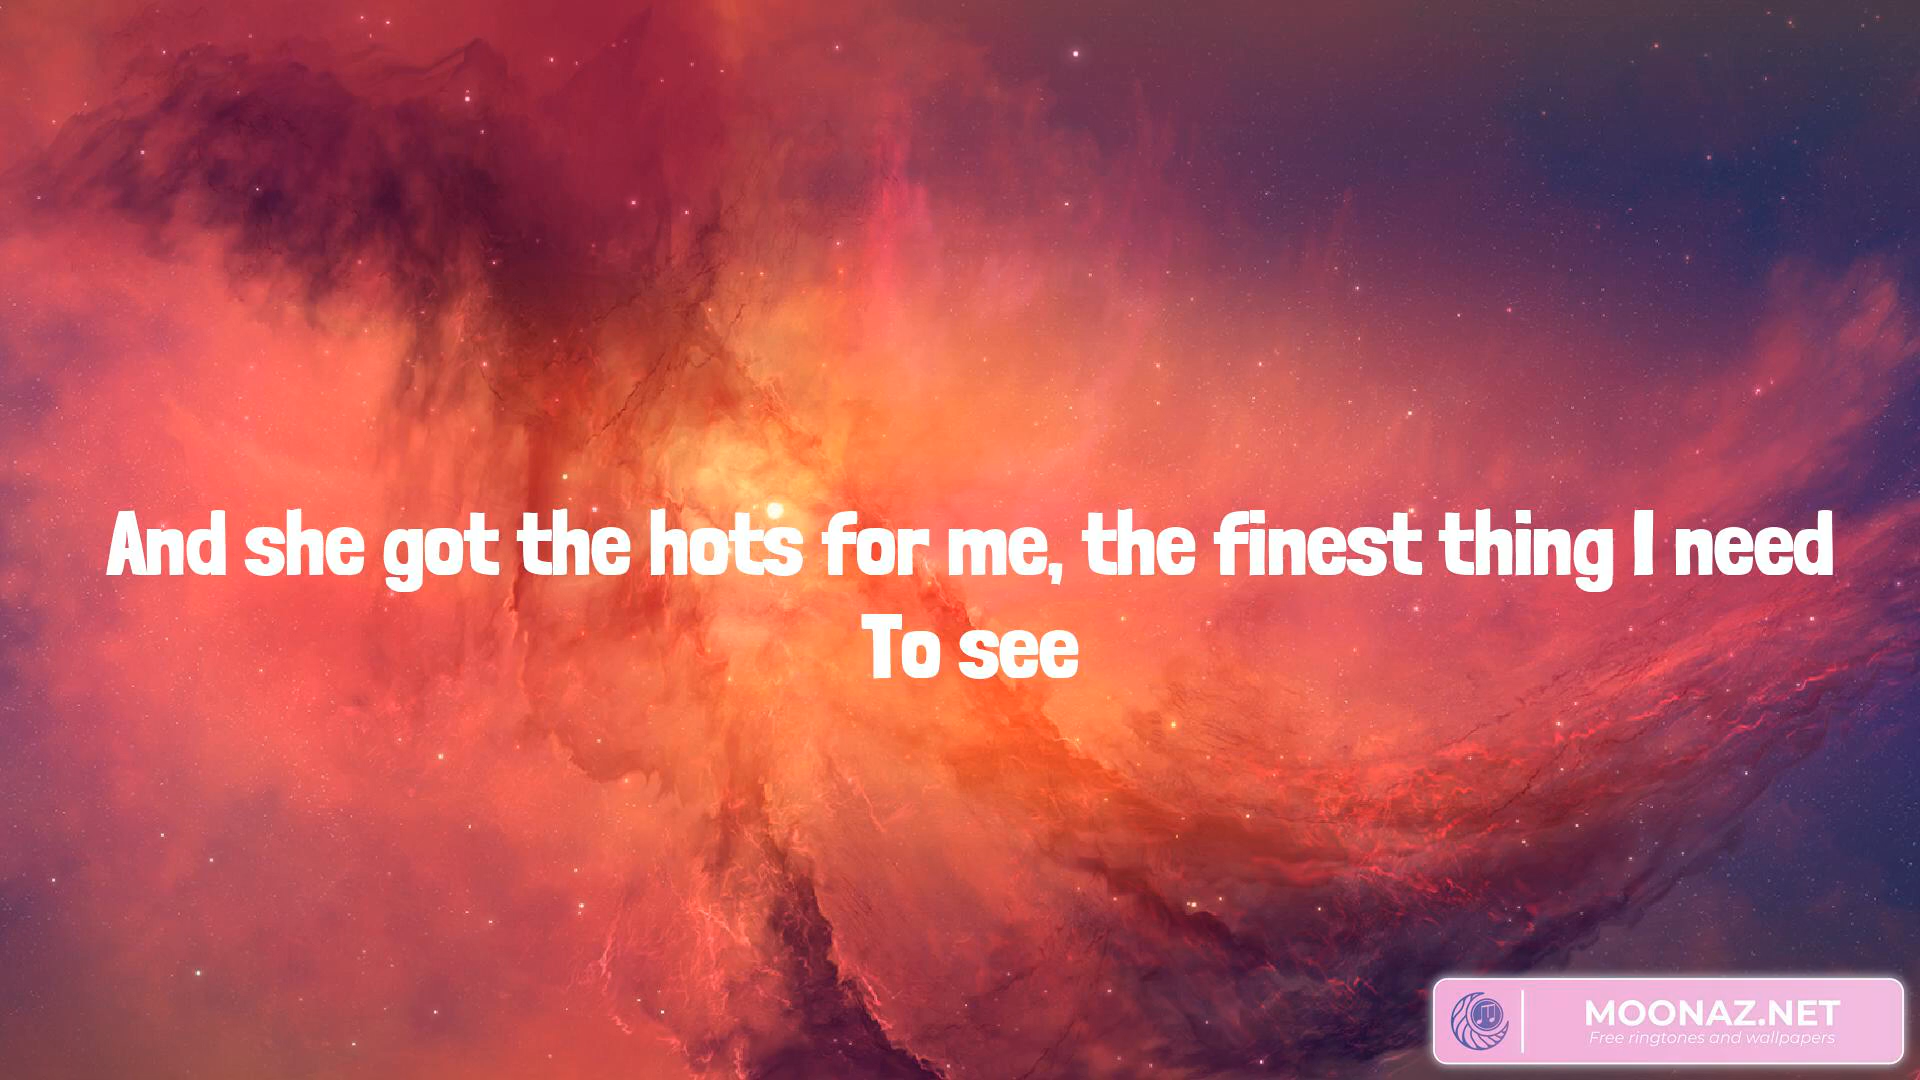 And she got the hots for me, the finest thing I need
To see
MOONAZ.NET
Free ringtones and wallpapers